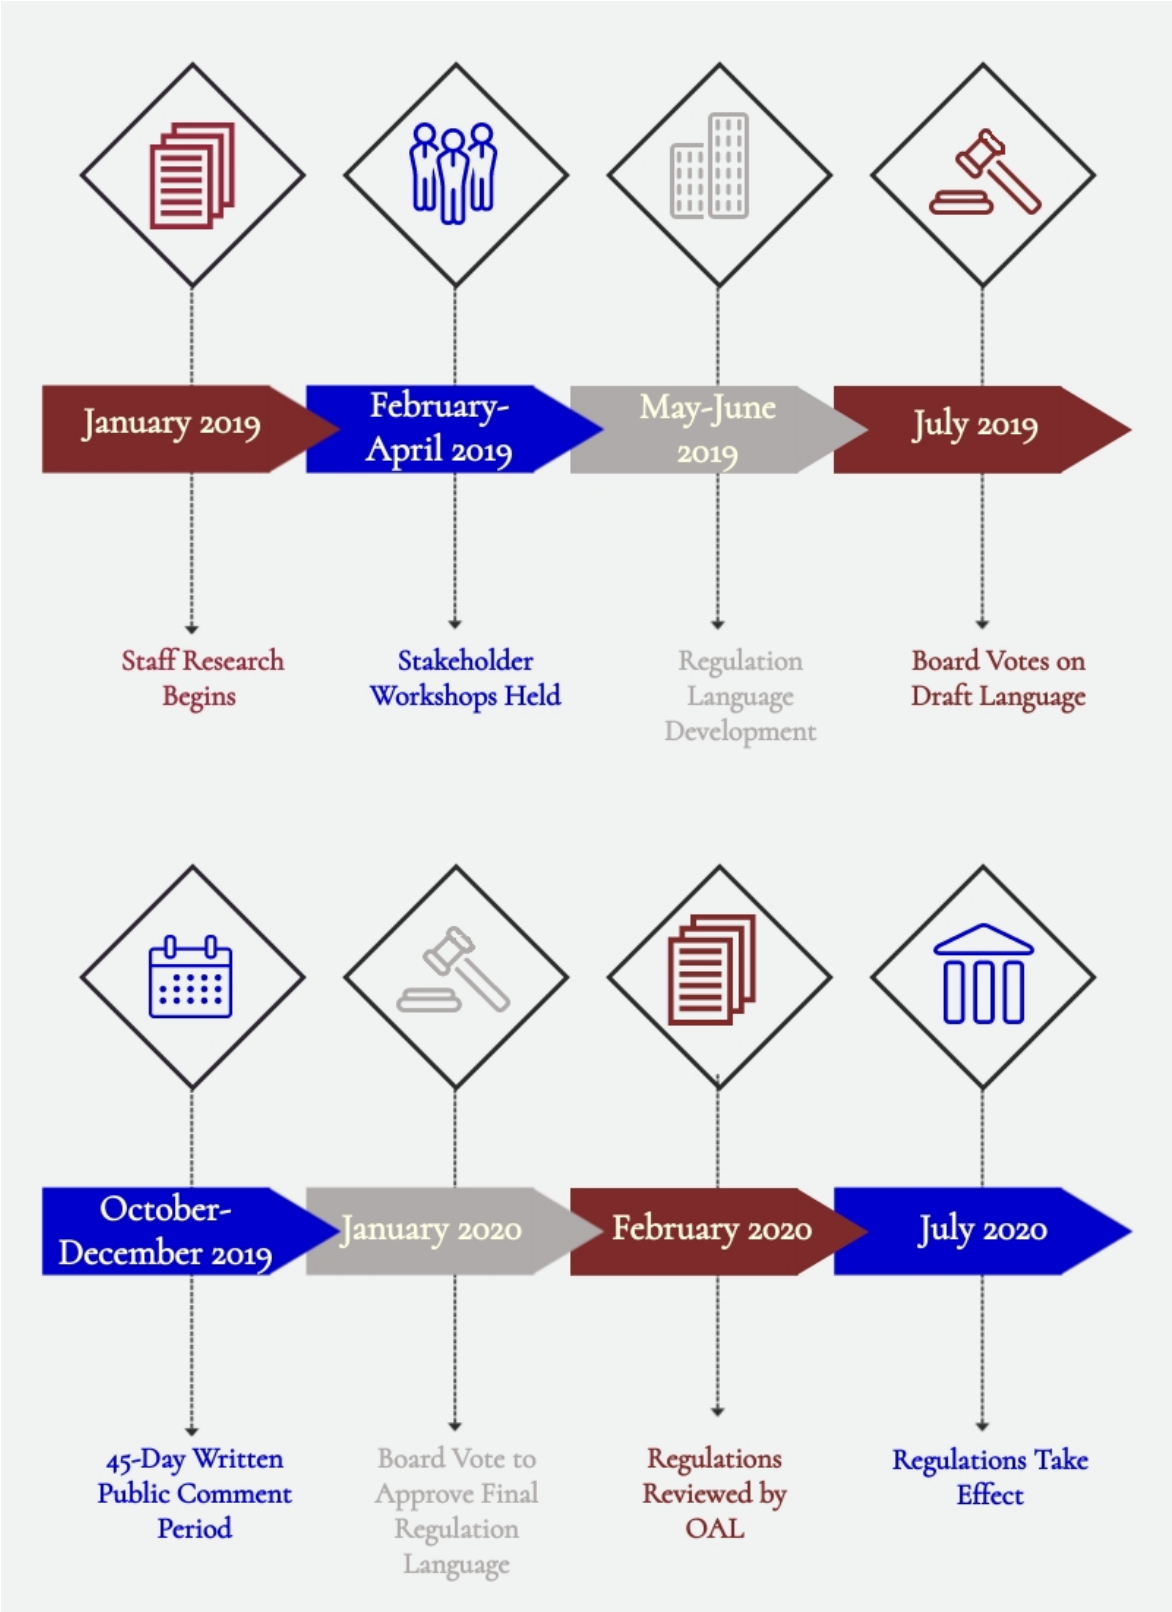 January 2019
February-
April 2019
May-June
2019
July 2019
Staff Research
Begins
Stakeholder
Workshops Held
Regulation
Language
Development
Board Votes on
Draft Language
October-
December 2019
January 2020
February 2020
July 2020
45-Day Written
Public Comment
Period
Board Vote to
Approve Final
Regulation
Language
Regulations
Reviewed by
OAL
Regulations Take
Effect